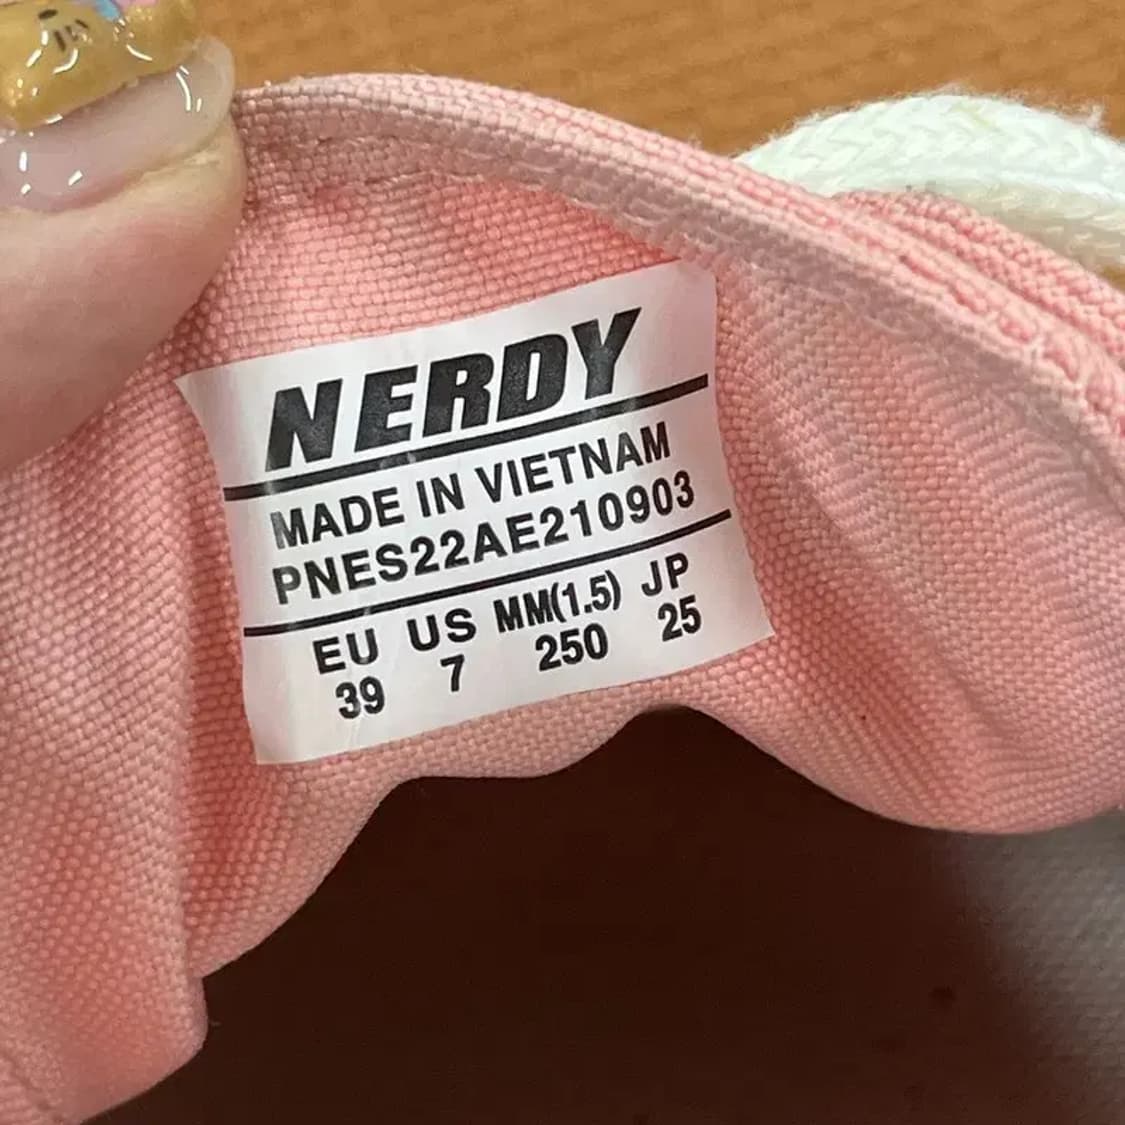 NERDY
MADE IN VIETNAM
PNES22AE210903
EU US MM(1.5) JP
39 7 250 25